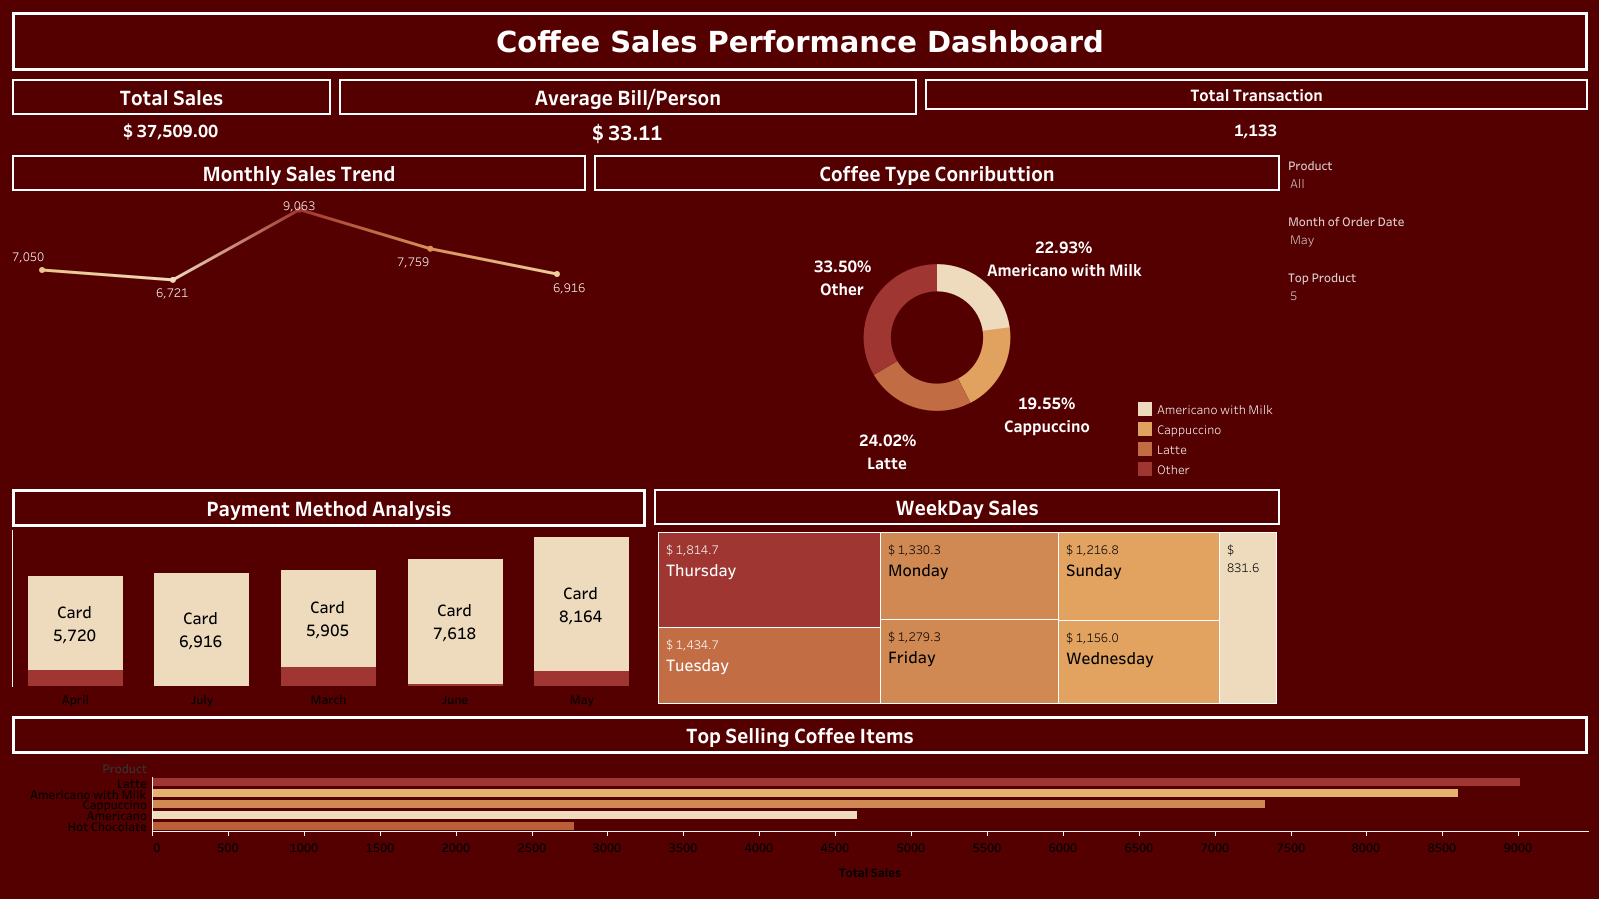 Coffee Sales Performance Dashboard
Total Sales
Average Bill/Person
Total Transaction
$ 37,509.00
$ 33.11
1,133
Monthly Sales Trend
Coffee Type Conributtion
Product
All
Month of Order Date
May
Top Product
5
7,050
6,721
9,063
7,759
6,916
22.93%
Americano with Milk
33.50%
Other
19.55%
Cappuccino
24.02%
Latte
Americano with Milk
Cappuccino
Latte
Other
Payment Method Analysis
WeekDay Sales
Card
5,720
Card
6,916
Card
5,905
Card
7,618
Card
8,164
April
July
March
June
May
$ 1,814.7
Thursday
$ 1,434.7
Tuesday
$ 1,330.3
Monday
$ 1,279.3
Friday
$ 1,216.8
Sunday
$ 1,156.0
Wednesday
$
831.6
Top Selling Coffee Items
Product
Latte
Americano with Milk
Cappuccino
Americano
Hot Chocolate
0 500 1000 1500 2000 2500 3000 3500 4000 4500 5000 5500 6000 6500 7000 7500 8000 8500 9000
Total Sales